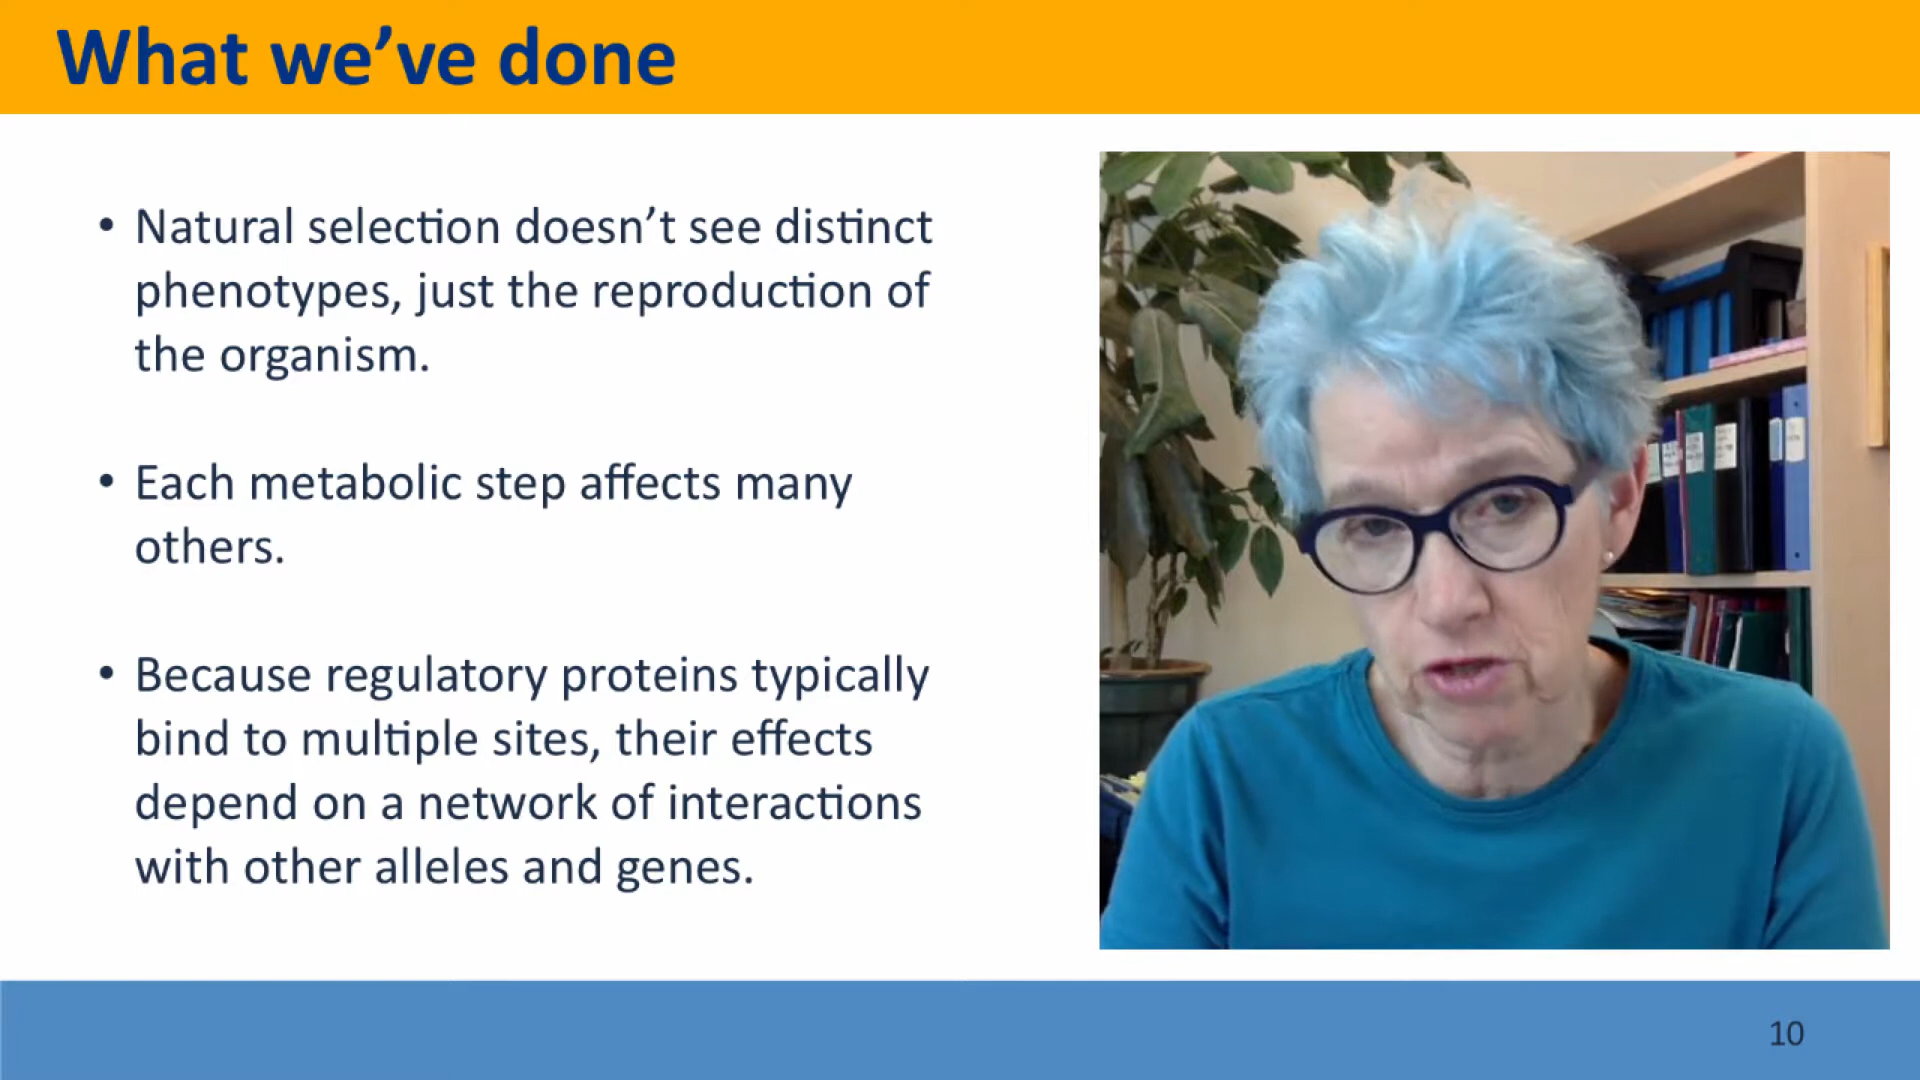 What we’ve done
• Natural selection doesn’t see distinct
phenotypes, just the reproduction of
the organism.
• Each metabolic step affects many
others.
• Because regulatory proteins typically
bind to multiple sites, their effects
depend on a network of interactions
with other alleles and genes.
10